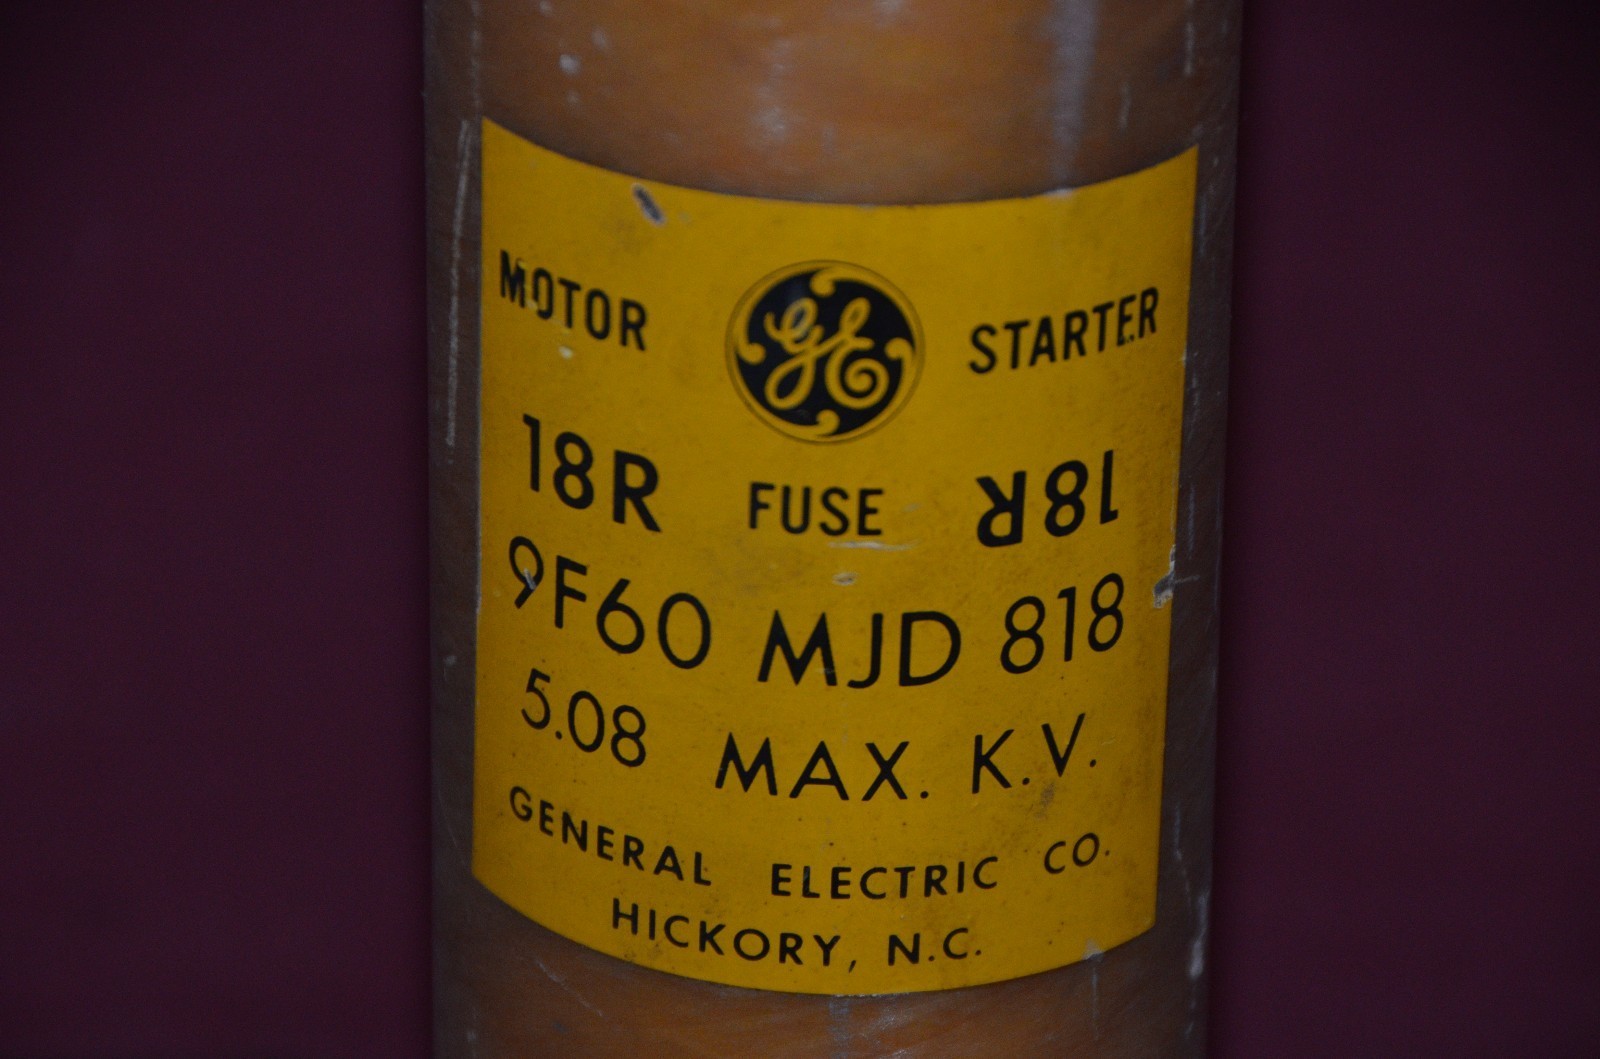 MOTOR GE STARTER
18R FUSE 18R
9F60 MJD 818
5.08 MAX. K.V.
GENERAL ELECTRIC CO.
HICKORY, N.C.